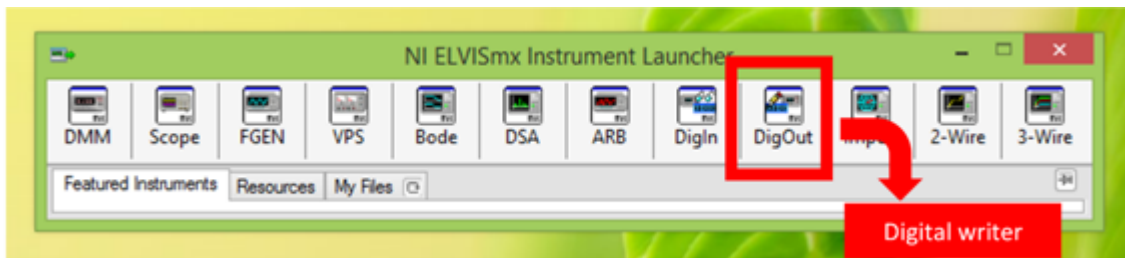 NI ELVISmx Instrument Launcher
DMM Scope FGEN VPS Bode DSA ARB DigIn DigOut 2-Wire 3-Wire
Featured Instruments Resources My Files
Digital writer